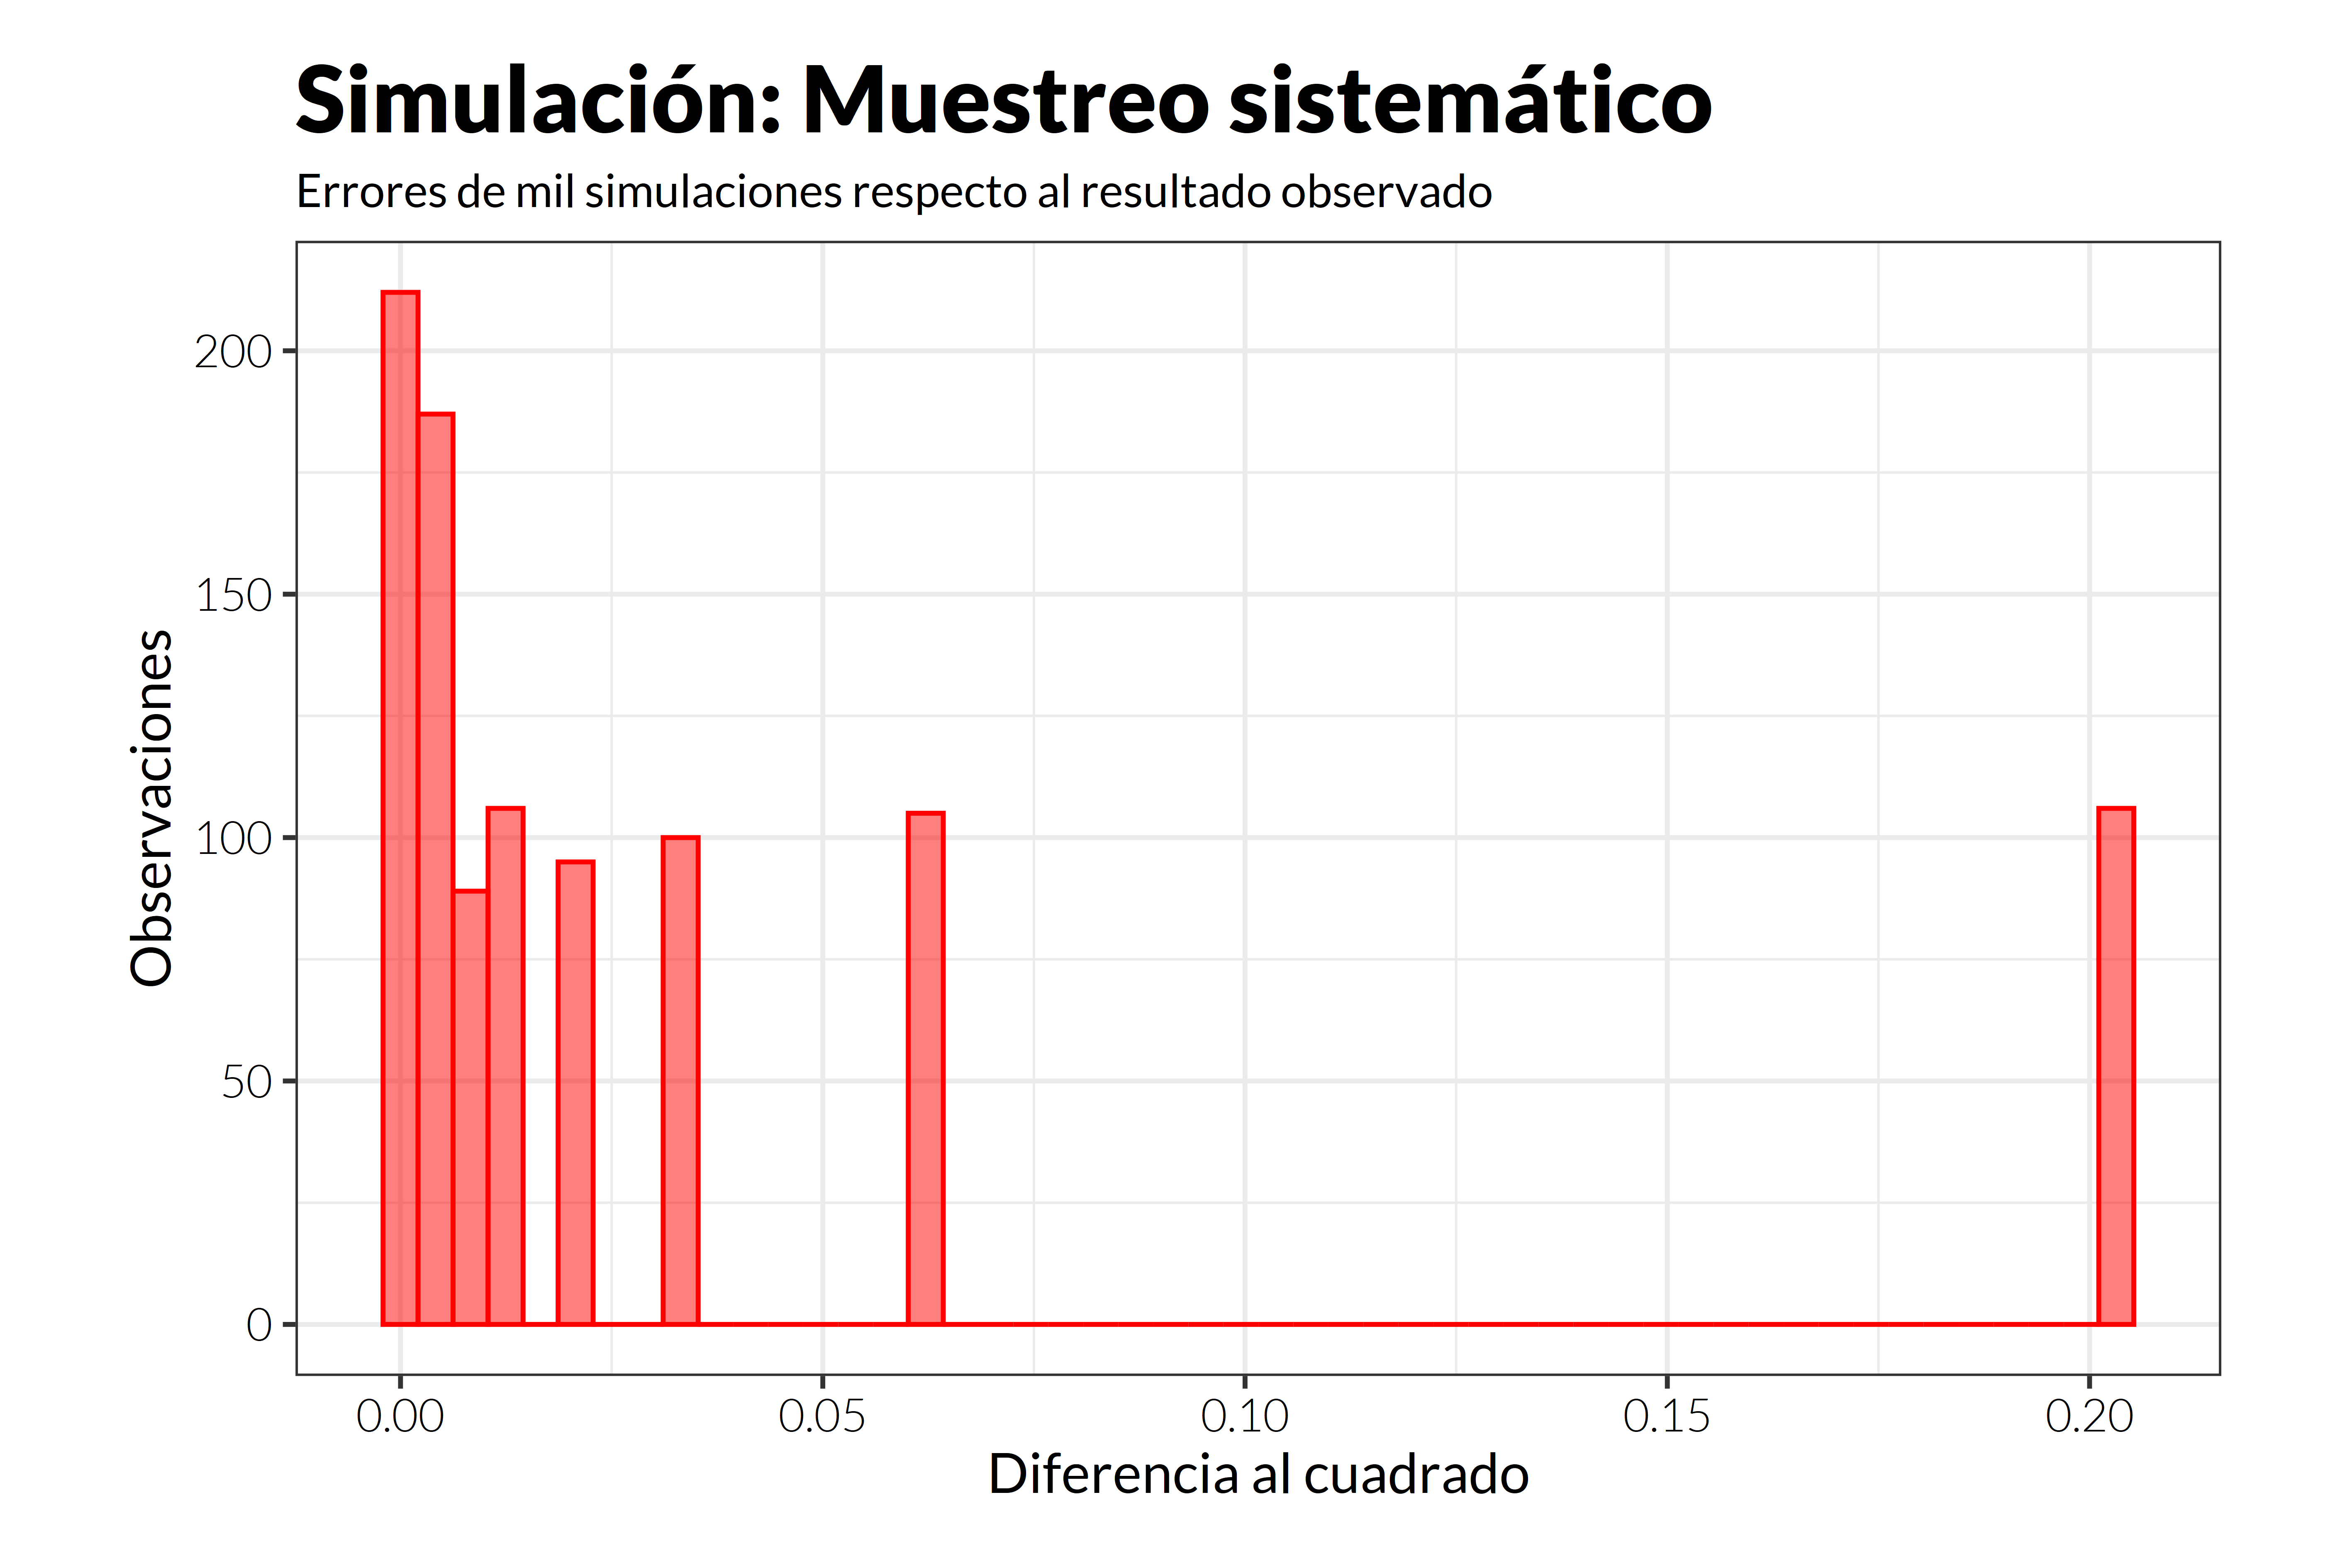 Simulación: Muestreo sistemático
Errores de mil simulaciones respecto al resultado observado
Observaciones
200
150
100
50
0
0.00 0.05 0.10 0.15 0.20
Diferencia al cuadrado